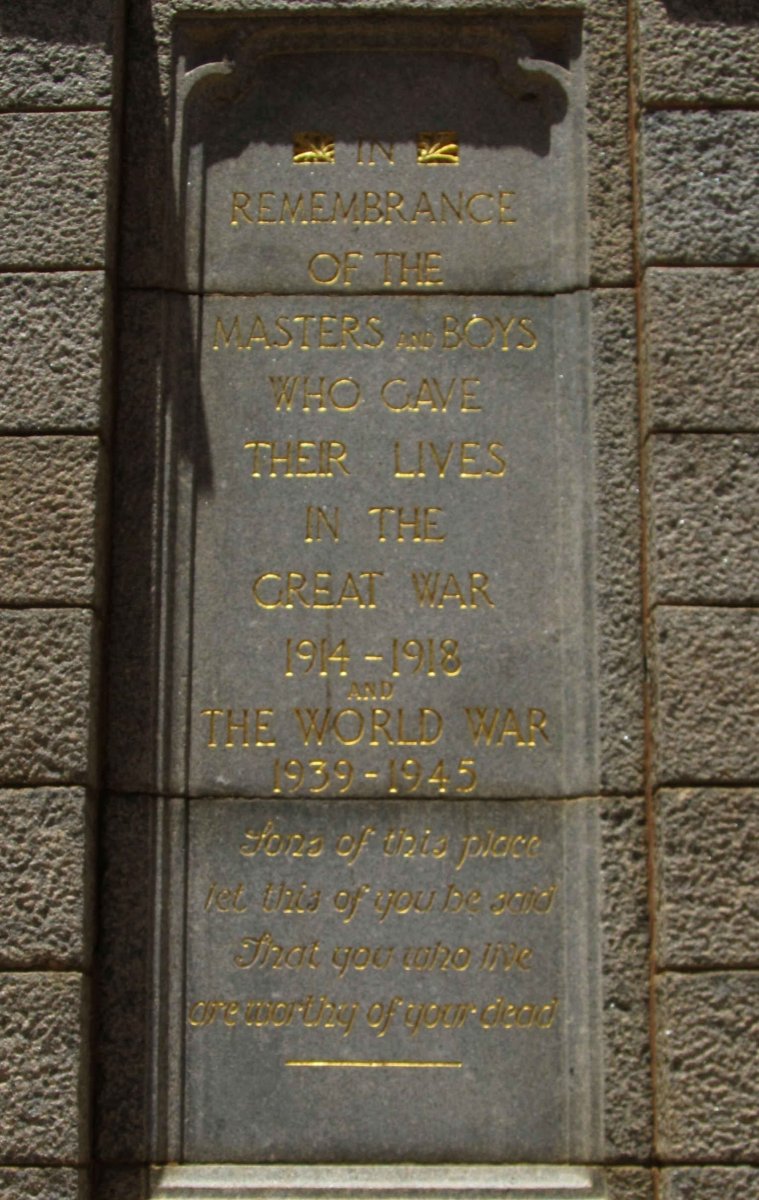 IN
REMEMBRANCE
OF THE
MASTERS AND BOYS
WHO GAVE
THEIR LIVES
IN THE
GREAT WAR
1914-1918
AND
THE WORLD WAR
1939-1945
Sons of this place
let this of you be said
That you who live
are worthy of your dead